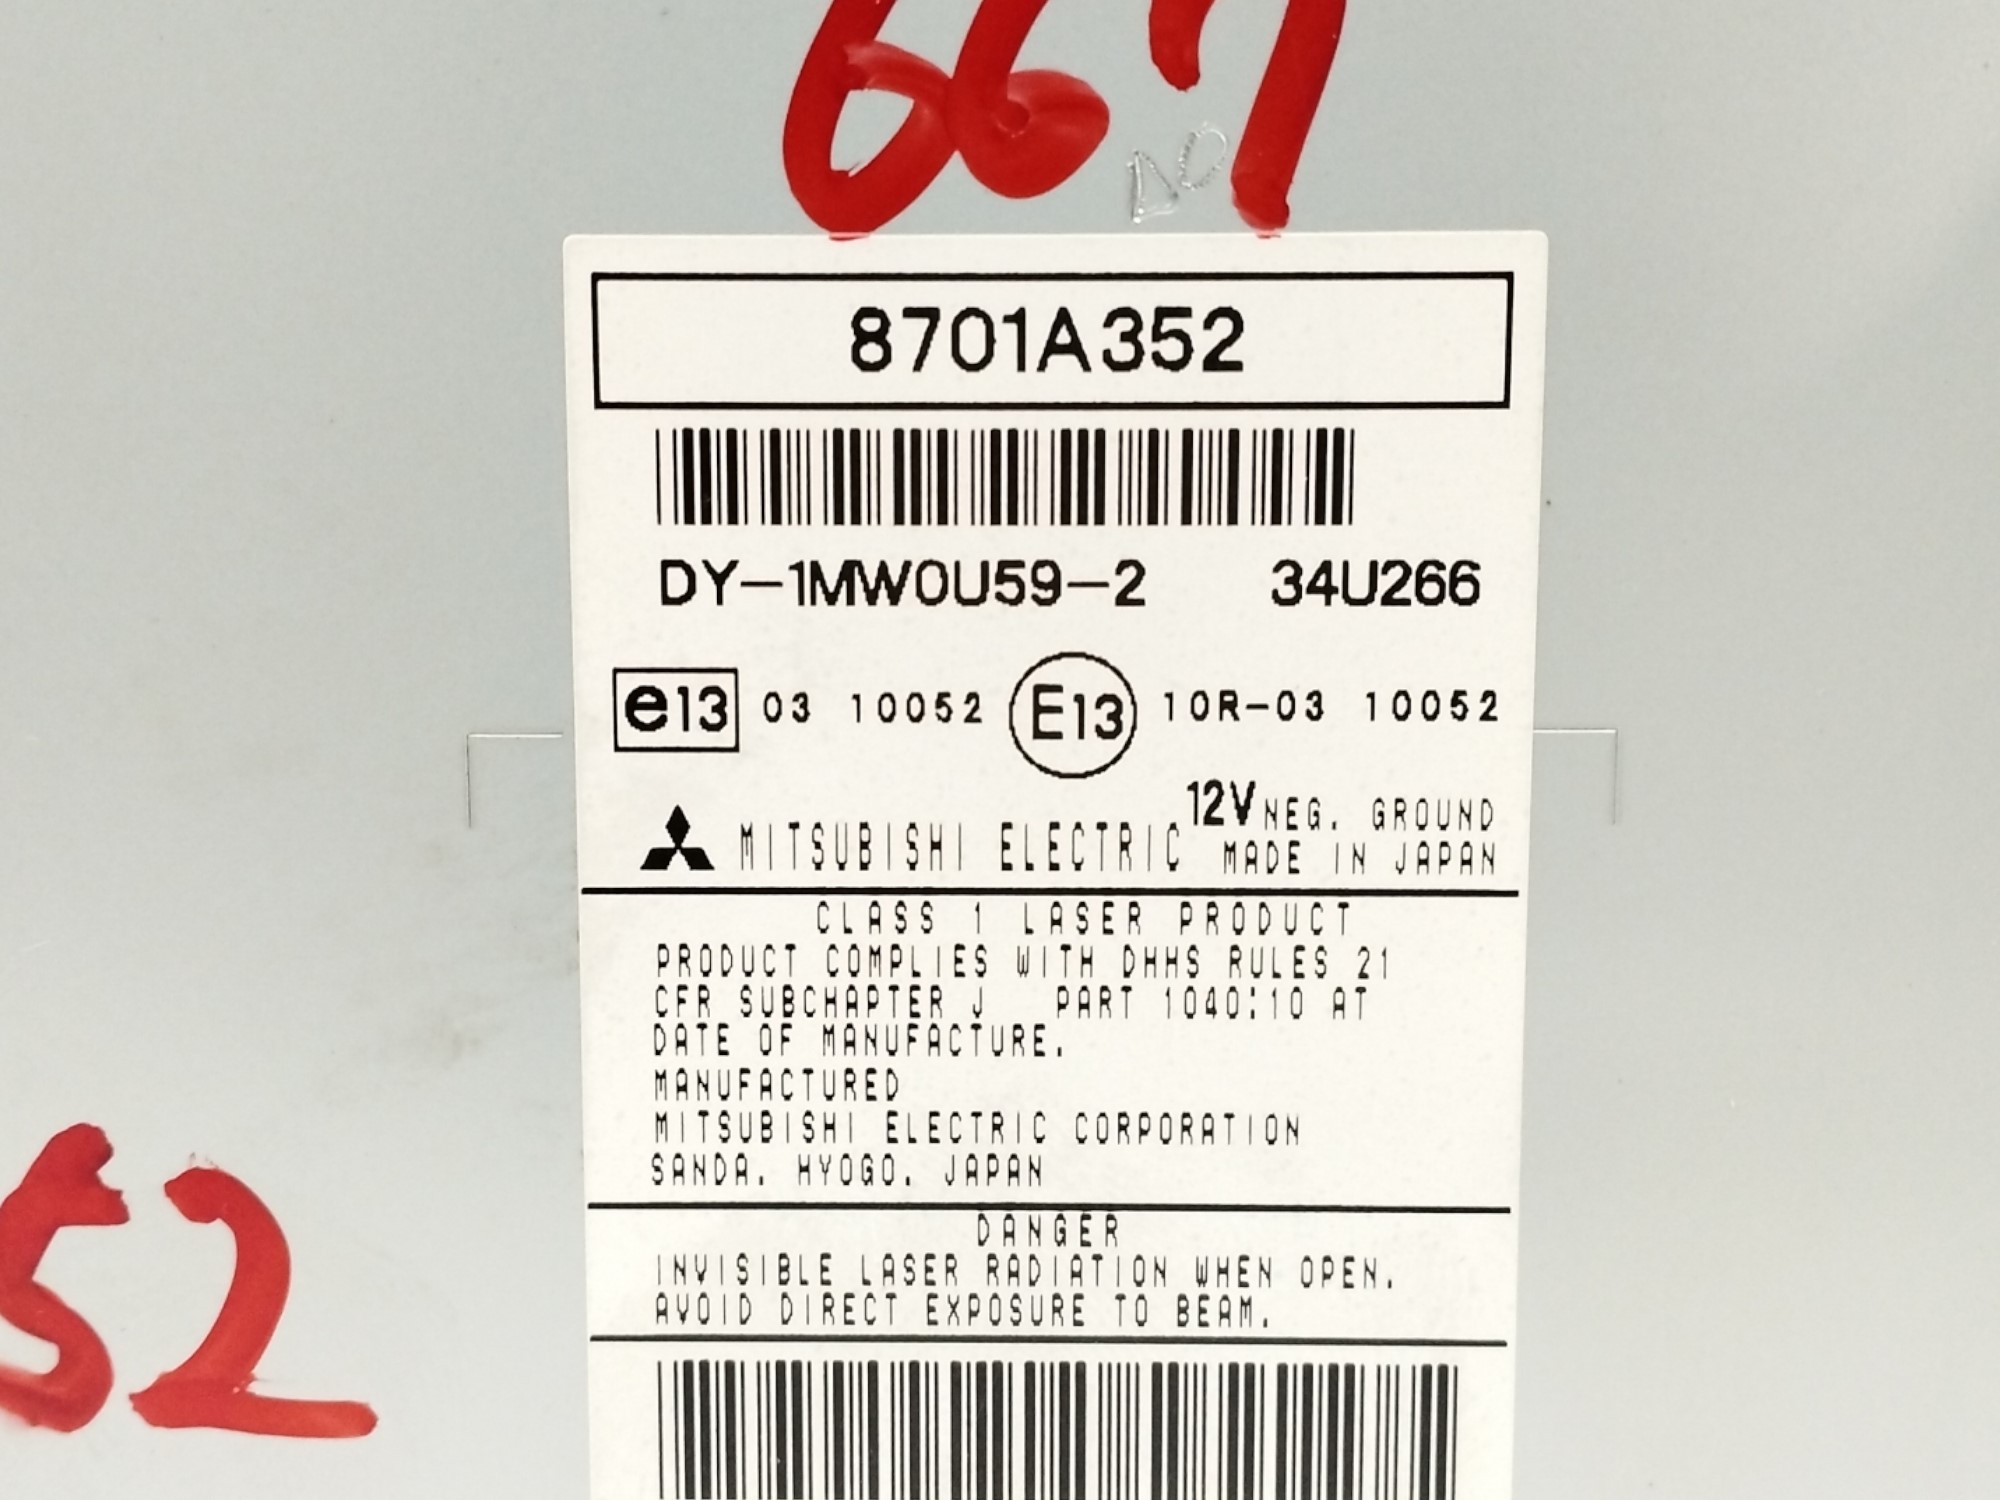 667
DO
8701A352
DY-1MW0U59-2 34U266
e13 03 10052 E13 10R-03 10052
MITSUBISHI ELECTRIC 12V NEG. GROUND
MADE IN JAPAN
CLASS 1 LASER PRODUCT
PRODUCT COMPLIES WITH DHHS RULES 21
CFR SUBCHAPTER J PART 1040:10 AT
DATE OF MANUFACTURE.
MANUFACTURED
MITSUBISHI ELECTRIC CORPORATION
SANDA. HYOGO. JAPAN
52
DANGER
INVISIBLE LASER RADIATION WHEN OPEN.
AVOID DIRECT EXPOSURE TO BEAM.